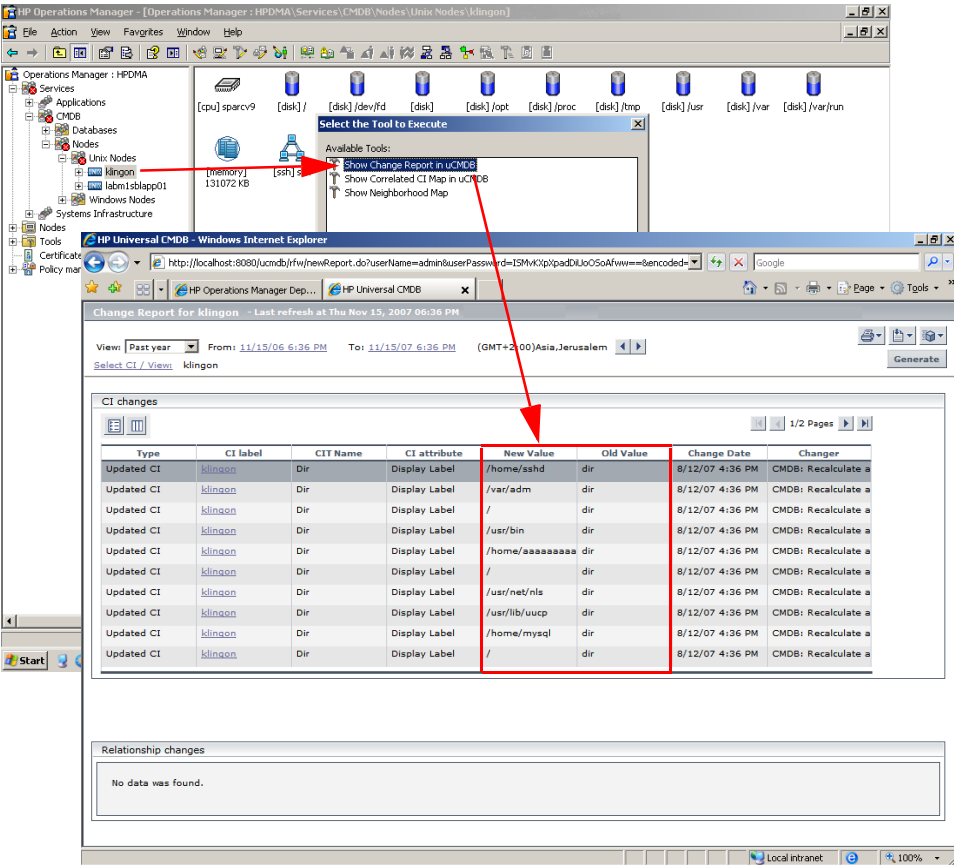 HP Operations Manager - [Operations Manager : HPDMA\Services\CMDB\Nodes\Unix Nodes\klingon]
File Action View Favorites Window Help
Operations Manager : HPDMA
Services
Applications
CMDB
Databases
Nodes
Unix Nodes
klingon
labm1sblapp01
Windows Nodes
Systems Infrastructure
Nodes
Tools
Certificate
Policy mar
[cpu] sparcv9 [disk] / [disk] /dev/fd [disk] [disk] /opt [disk] /proc [disk] /tmp [disk] /usr [disk] /var [disk] /var/run
[memory] 131072 KB
[ssh] s
Select the Tool to Execute
Available Tools:
Show Change Report in uCMDB
Show Correlated CI Map in uCMDB
Show Neighborhood Map
HP Universal CMDB - Windows Internet Explorer
Google
HP Operations Manager Dep... HP Universal CMDB Page Tools
Change Report for klingon - Last refresh at Thu Nov 15, 2007 06:36 PM
View: Past year From: 11/15/06 6:36 PM To: 11/15/07 6:36 PM (GMT+2:00)Asia,Jerusalem
Select CI / View: klingon
Generate
CI changes
1/2 Pages
Type CI label CIT Name CI attribute New Value Old Value Change Date Changer
Updated CI klingon Dir Display Label /home/sshd dir 8/12/07 4:36 PM CMDB: Recalculate a
Updated CI klingon Dir Display Label /var/adm dir 8/12/07 4:36 PM CMDB: Recalculate a
Updated CI klingon Dir Display Label / dir 8/12/07 4:36 PM CMDB: Recalculate a
Updated CI klingon Dir Display Label /usr/bin dir 8/12/07 4:36 PM CMDB: Recalculate a
Updated CI klingon Dir Display Label /home/aaaaaaaaa dir 8/12/07 4:36 PM CMDB: Recalculate a
Updated CI klingon Dir Display Label / dir 8/12/07 4:36 PM CMDB: Recalculate a
Updated CI klingon Dir Display Label /usr/net/nls dir 8/12/07 4:36 PM CMDB: Recalculate a
Updated CI klingon Dir Display Label /usr/lib/uucp dir 8/12/07 4:36 PM CMDB: Recalculate a
Updated CI klingon Dir Display Label /home/mysql dir 8/12/07 4:36 PM CMDB: Recalculate a
Updated CI klingon Dir Display Label / dir 8/12/07 4:36 PM CMDB: Recalculate a
Start
Relationship changes
No data was found.
Local intranet 100%